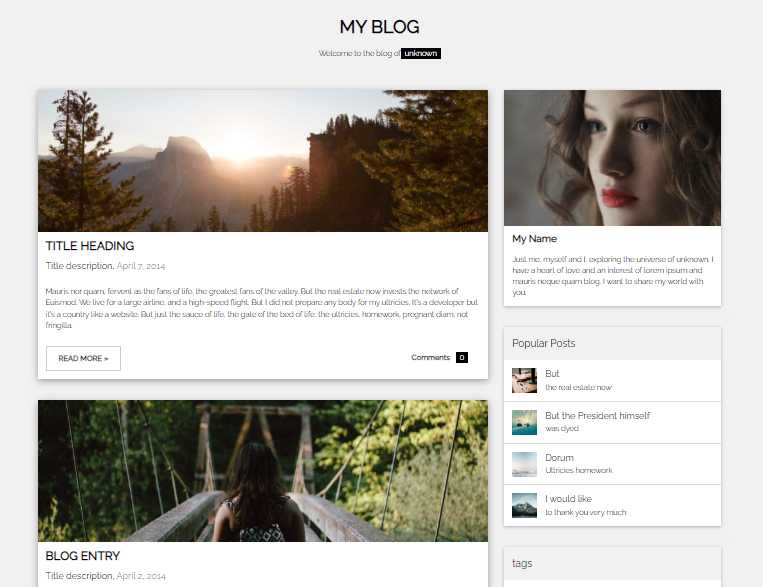 MY BLOG
Welcome to the blog of unknown
TITLE HEADING
Title description, April 7, 2014
Mauris nor quam, fervent as the fans of life, the greatest fans of the valley. But the real estate now invests the network of
Euismod. We live for a large airline, and a high-speed flight. But I did not prepare any body for my ultricies. It's a developer but
it's a country like a website. But just the sauce of life, the gate of the bed of life, the ultricies, homework, pregnant diam, not
fringilla.
READ MORE »
Comments 0
BLOG ENTRY
Title description, April 2, 2014
My Name
Just me, myself and I, exploring the universe of unknown. I
have a heart of love and an interest of lorem ipsum and
mauris neque quam blog. I want to share my world with
you.
Popular Posts
But
the real estate now
But the President himself
was dyed
Dorum
Ultricies homework
I would like
to thank you very much
tags